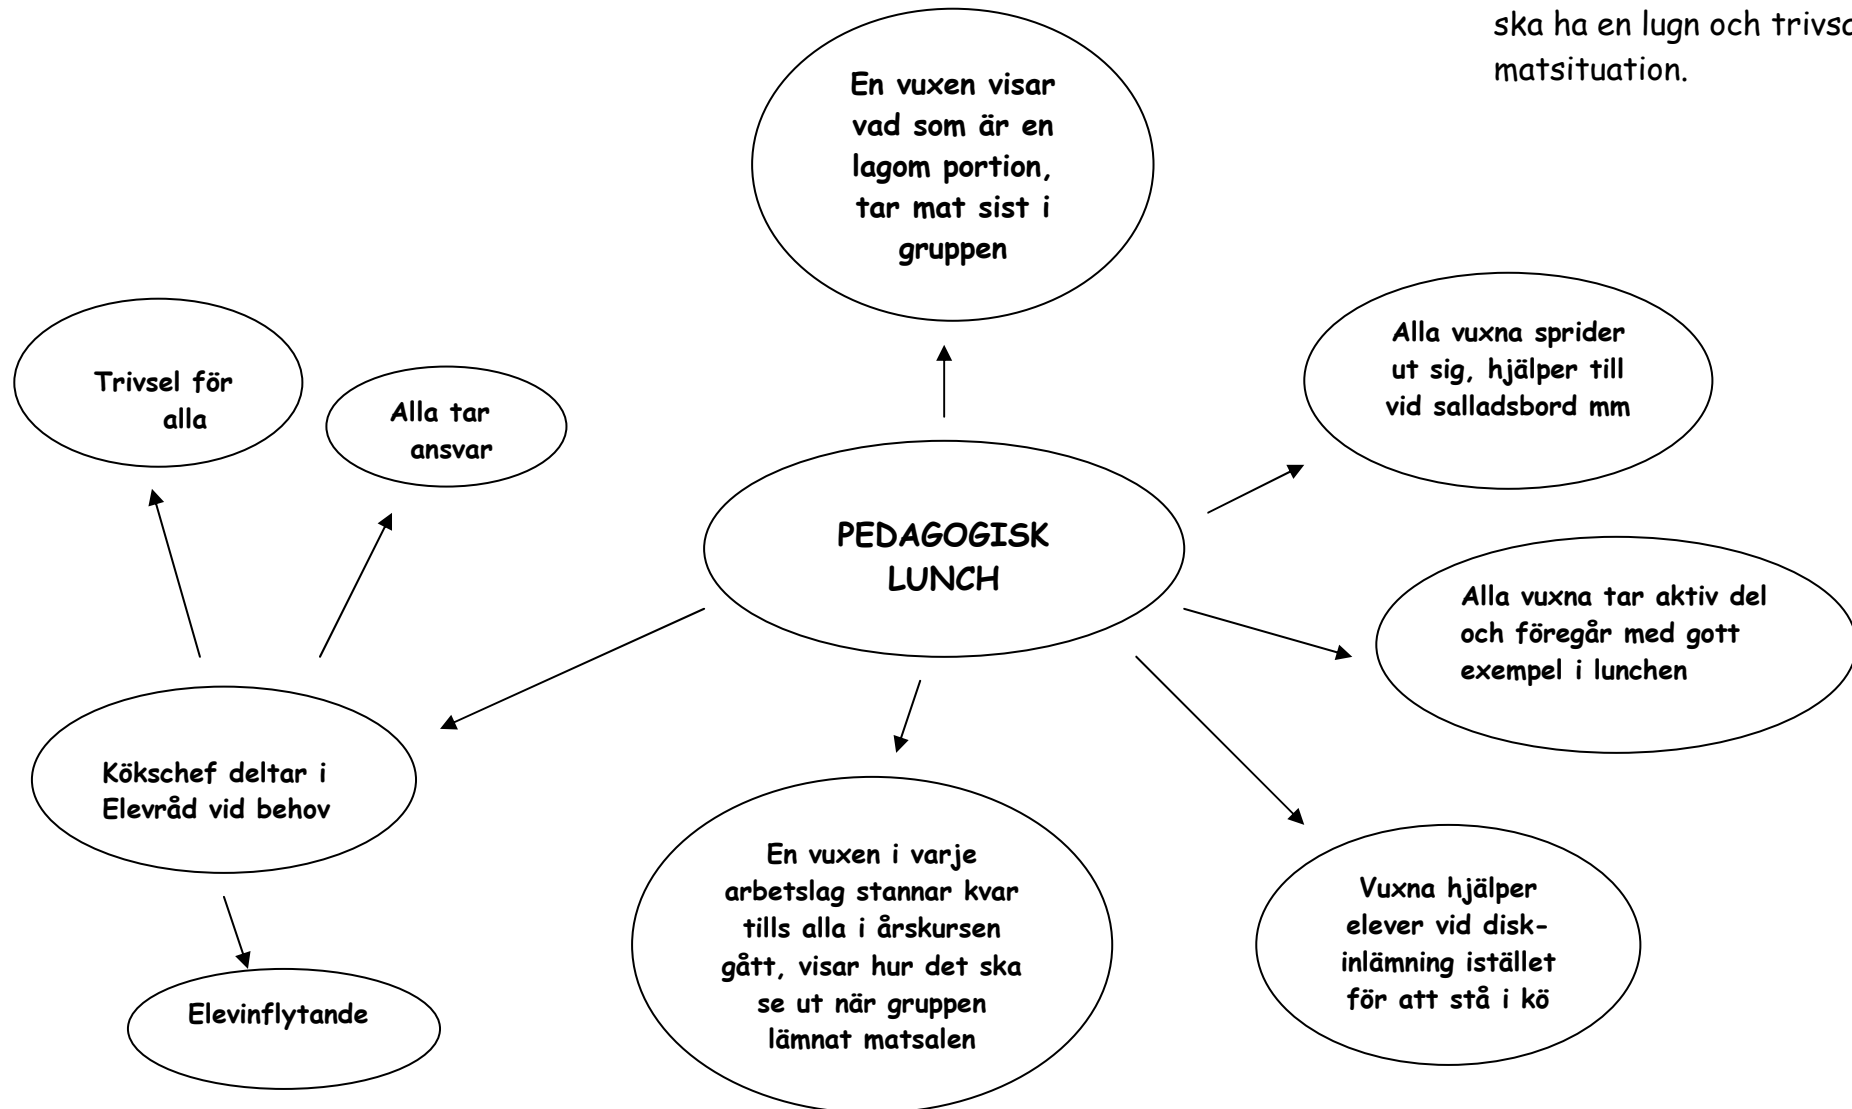 ska ha en lugn och
matsituation.
En vuxen visar
vad som är en
lagom portion,
tar mat sist i
gruppen
Alla vuxna sprider
ut sig, hjälper till
vid salladsbord mm
Trivsel för
alla
Alla tar
ansvar
PEDAGOGISK
LUNCH
Alla vuxna tar aktiv del
och föregår med gott
exempel i lunchen
Kökschef deltar i
Elevråd vid behov
En vuxen i varje
arbetslag stannar kvar
tills alla i årskursen
gått, visar hur det ska
se ut när gruppen
lämnat matsalen
Vuxna hjälper
elever vid disk-
inlämning istället
för att stå i kö
Elevinflytande